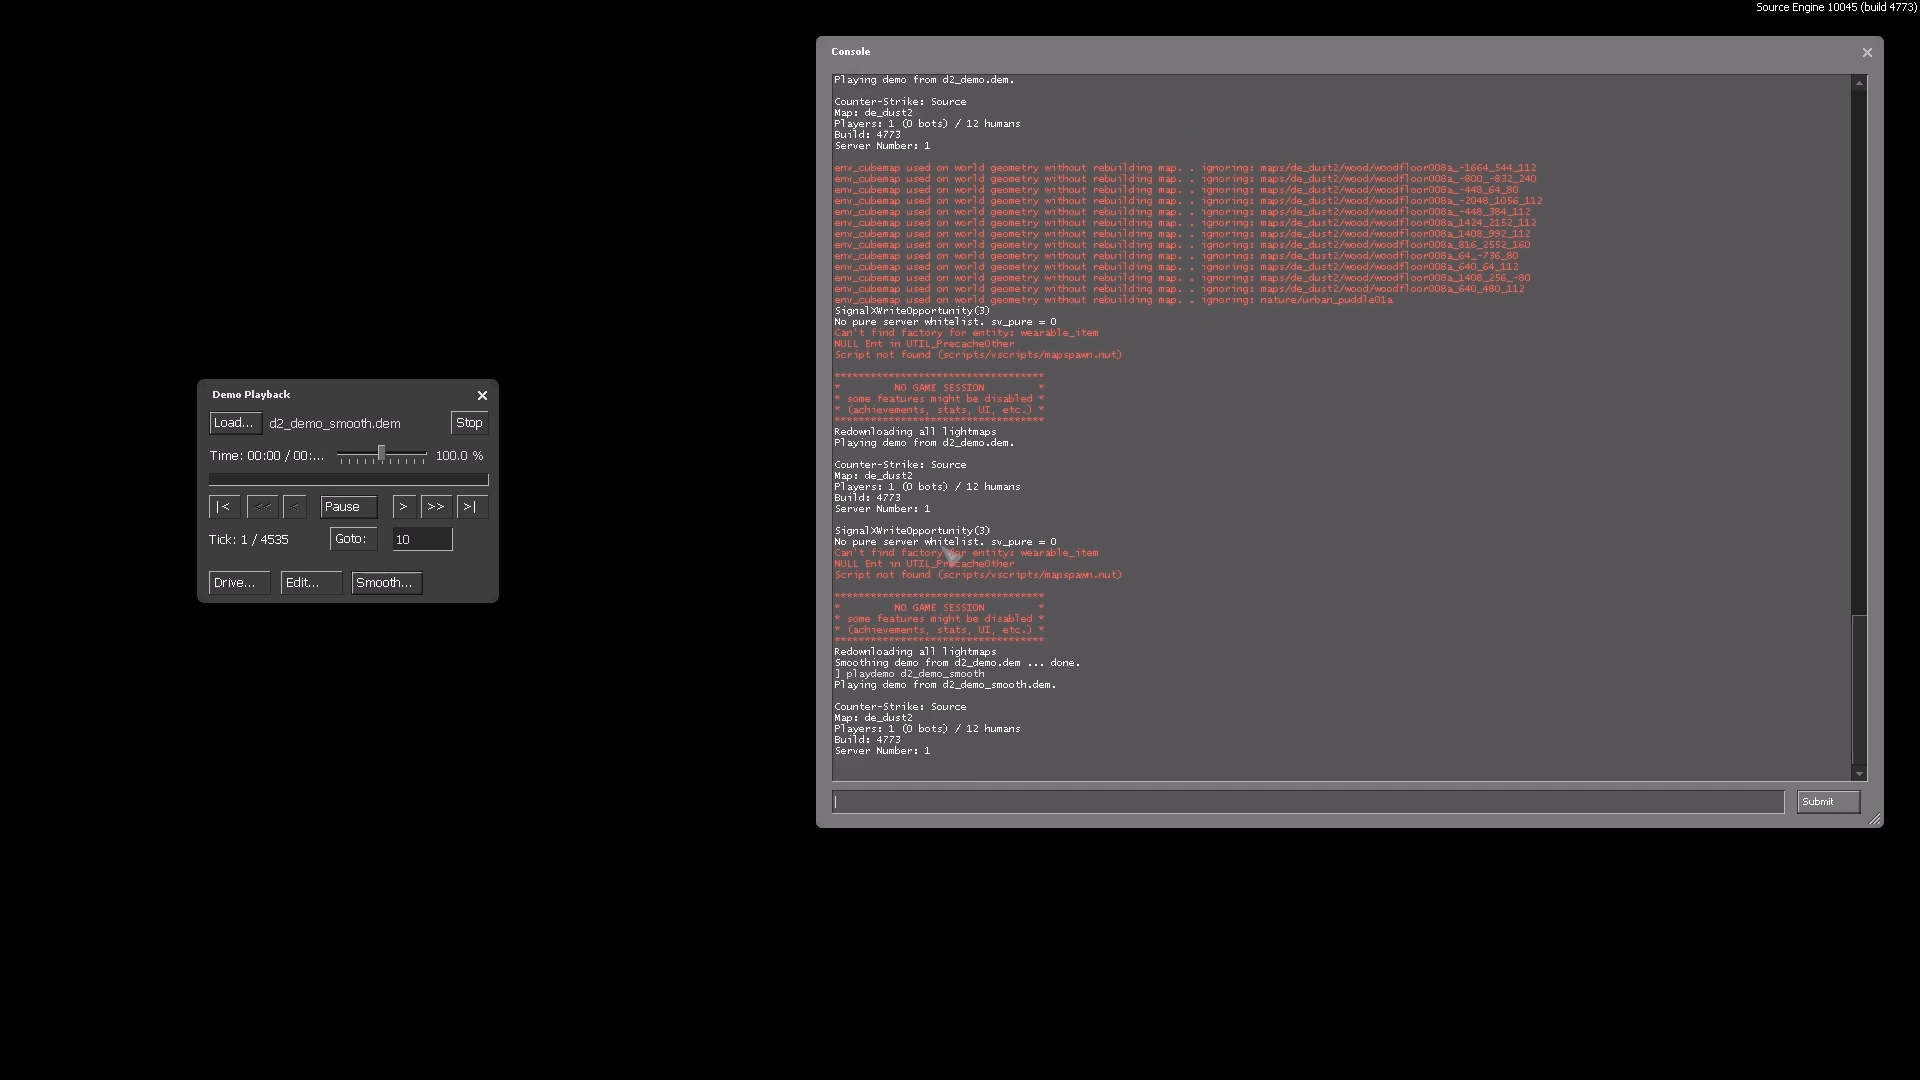 Source Engine 10045 (build 4773)
Console
Playing demo from d2_demo.dem.
Counter-Strike: Source
Map: de_dust2
Players: 1 (0 bots) / 12 humans
Build: 4773
Server Number: 1
env_cubemap used on world geometry without rebuilding map. . ignoring: maps/de_dust2/wood/woodfloor008a_-1664_544_112
env_cubemap used on world geometry without rebuilding map. . ignoring: maps/de_dust2/wood/woodfloor008a_-800_-832_240
env_cubemap used on world geometry without rebuilding map. . ignoring: maps/de_dust2/wood/woodfloor008a_-448_64_80
env_cubemap used on world geometry without rebuilding map. . ignoring: maps/de_dust2/wood/woodfloor008a_-2048_1056_112
env_cubemap used on world geometry without rebuilding map. . ignoring: maps/de_dust2/wood/woodfloor008a_-448_384_112
env_cubemap used on world geometry without rebuilding map. . ignoring: maps/de_dust2/wood/woodfloor008a_1424_2152_112
env_cubemap used on world geometry without rebuilding map. . ignoring: maps/de_dust2/wood/woodfloor008a_1408_992_112
env_cubemap used on world geometry without rebuilding map. . ignoring: maps/de_dust2/wood/woodfloor008a_816_2552_160
env_cubemap used on world geometry without rebuilding map. . ignoring: maps/de_dust2/wood/woodfloor008a_64_-736_80
env_cubemap used on world geometry without rebuilding map. . ignoring: maps/de_dust2/wood/woodfloor008a_640_64_112
env_cubemap used on world geometry without rebuilding map. . ignoring: maps/de_dust2/wood/woodfloor008a_1408_256_-80
env_cubemap used on world geometry without rebuilding map. . ignoring: maps/de_dust2/wood/woodfloor008a_640_480_112
env_cubemap used on world geometry without rebuilding map. . ignoring: nature/urban_puddle01a
SignalXWriteOpportunity(3)
No pure server whitelist. sv_pure = 0
Can't find factory for entity: wearable_item
NULL Ent in UTIL_PrecacheOther
Script not found (scripts/vscripts/mapspawn.nut)
***********************************
* NO GAME SESSION *
* some features might be disabled *
* (achievements, stats, UI, etc.) *
***********************************
Redownloading all lightmaps
Playing demo from d2_demo.dem.
Counter-Strike: Source
Map: de_dust2
Players: 1 (0 bots) / 12 humans
Build: 4773
Server Number: 1
SignalXWriteOpportunity(3)
No pure server whitelist. sv_pure = 0
Can't find factory for entity: wearable_item
NULL Ent in UTIL_PrecacheOther
Script not found (scripts/vscripts/mapspawn.nut)
***********************************
* NO GAME SESSION *
* some features might be disabled *
* (achievements, stats, UI, etc.) *
***********************************
Redownloading all lightmaps
Smoothing demo from d2_demo.dem ... done.
] playdemo d2_demo_smooth
Playing demo from d2_demo_smooth.dem.
Counter-Strike: Source
Map: de_dust2
Players: 1 (0 bots) / 12 humans
Build: 4773
Server Number: 1
Submit
Demo Playback
Load... d2_demo_smooth.dem Stop
Time: 00:00 / 00:... 100.0 %
|< << < Pause > >> >|
Tick: 1 / 4535 Goto: 10
Drive... Edit... Smooth...